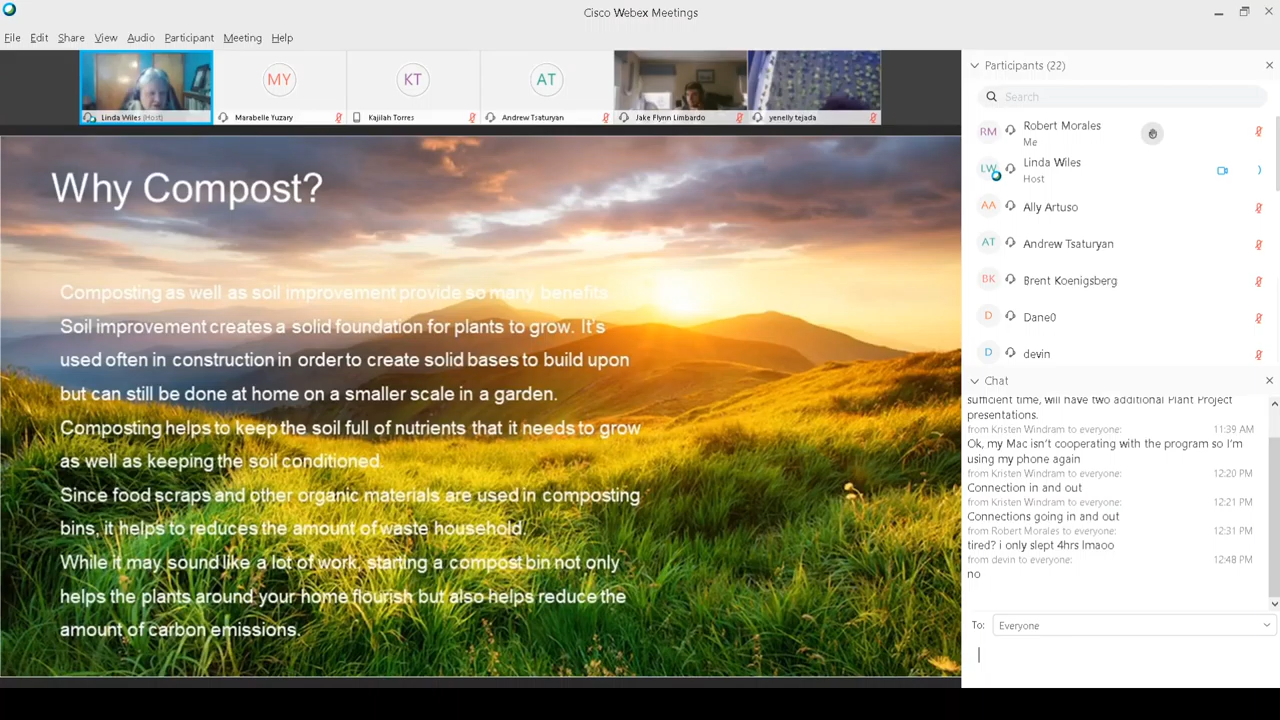 Cisco Webex Meetings
File Edit Share View Audio Participant Meeting Help
Linda Wiles (Host)
MY
Marabelle Yuzary
KT
Kajilah Torres
AT
Andrew Tsaturyan
Jake Flynn Limbardo
yenelly tejada
Why Compost?
Composting as well as soil improvement provide so many benefits.
Soil improvement creates a solid foundation for plants to grow. It's
used often in construction in order to create solid bases to build upon
but can still be done at home on a smaller scale in a garden.
Composting helps to keep the soil full of nutrients that it needs to grow
as well as keeping the soil conditioned.
Since food scraps and other organic materials are used in composting
bins, it helps to reduces the amount of waste household.
While it may sound like a lot of work, starting a compost bin not only
helps the plants around your home flourish but also helps reduce the
amount of carbon emissions.
Participants (22)
Search
RM Robert Morales
Me
LW Linda Wiles
Host
AA Ally Artuso
AT Andrew Tsaturyan
BK Brent Koenigsberg
D Dane0
D devin
Chat
sufficient time, will have two additional Plant Project
presentations.
from Kristen Windram to everyone: 11:39 AM
Ok, my Mac isn't cooperating with the program so I'm
using my phone again
from Kristen Windram to everyone: 12:20 PM
Connection in and out
from Kristen Windram to everyone: 12:21 PM
Connections going in and out
from Robert Morales to everyone: 12:31 PM
tired? i only slept 4hrs lmaoo
from devin to everyone: 12:48 PM
no
To: Everyone